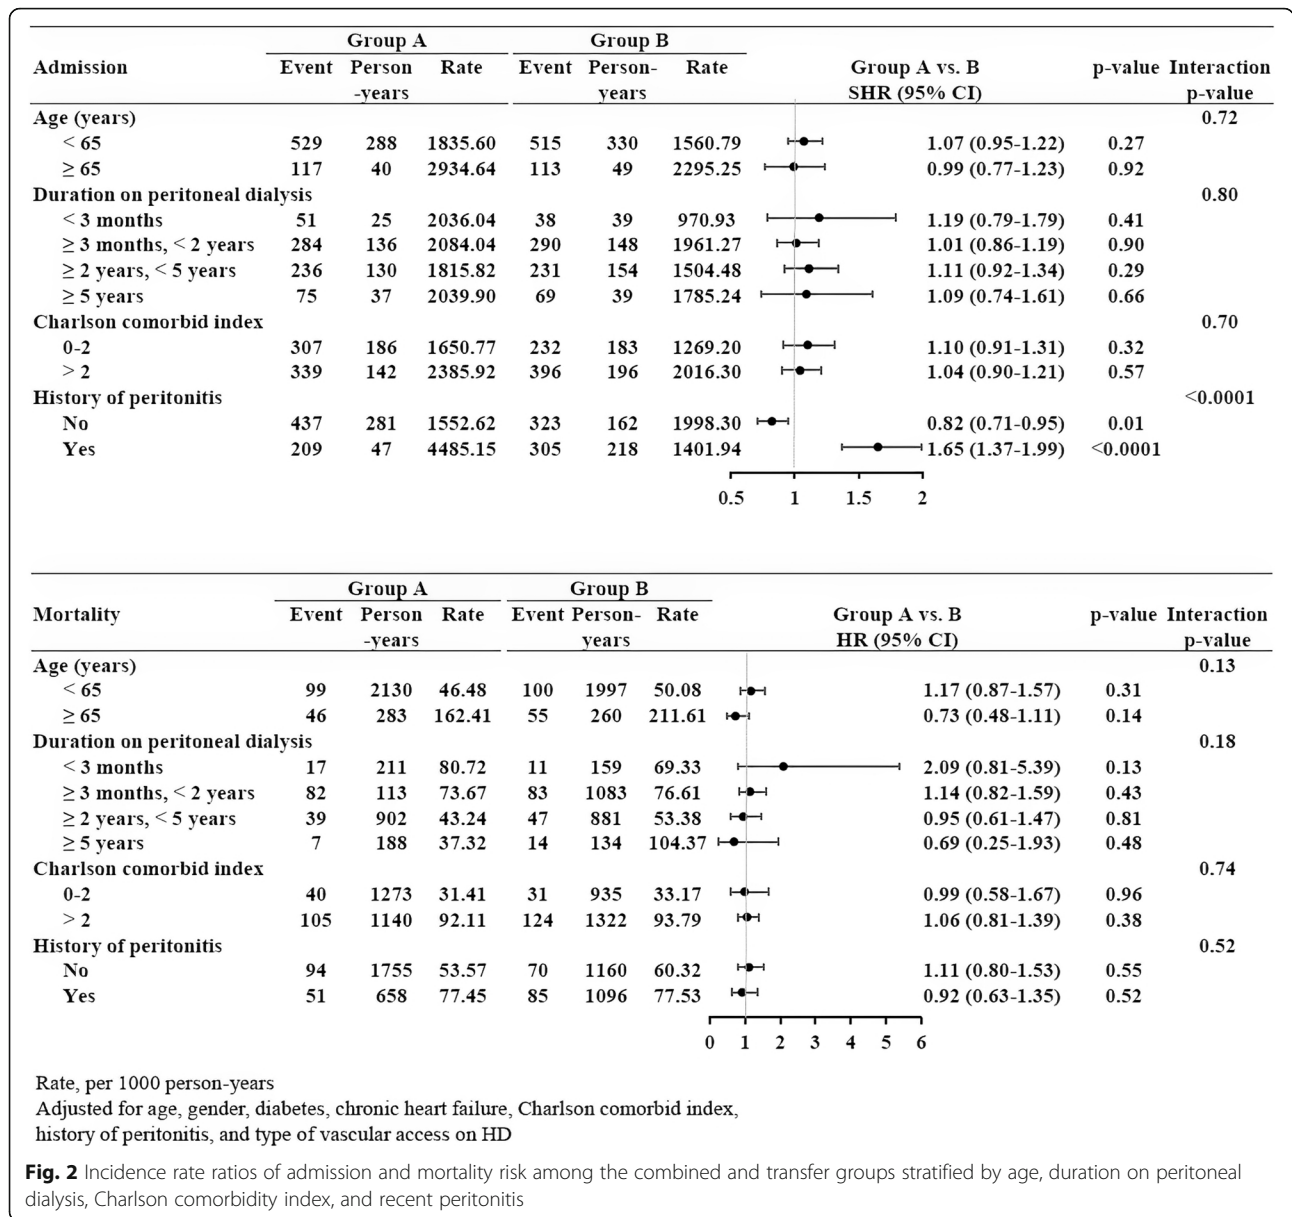 Group A Group B
Admission Event Person Rate Event Person- Rate Group A vs. B p-value Interaction
-years years SHR (95% CI) p-value
Age (years) 0.72
< 65 529 288 1835.60 515 330 1560.79 1.07 (0.95-1.22) 0.27
≥ 65 117 40 2934.64 113 49 2295.25 0.99 (0.77-1.23) 0.92
Duration on peritoneal dialysis 0.80
< 3 months 51 25 2036.04 38 39 970.93 1.19 (0.79-1.79) 0.41
≥ 3 months, < 2 years 284 136 2084.04 290 148 1961.27 1.01 (0.86-1.19) 0.90
≥ 2 years, < 5 years 236 130 1815.82 231 154 1504.48 1.11 (0.92-1.34) 0.29
≥ 5 years 75 37 2039.90 69 39 1785.24 1.09 (0.74-1.61) 0.66
Charlson comorbid index 0.70
0-2 307 186 1650.77 232 183 1269.20 1.10 (0.91-1.31) 0.32
> 2 339 142 2385.92 396 196 2016.30 1.04 (0.90-1.21) 0.57
History of peritonitis <0.0001
No 437 281 1552.62 323 162 1998.30 0.82 (0.71-0.95) 0.01
Yes 209 47 4485.15 305 218 1401.94 1.65 (1.37-1.99) <0.0001
0.5 1 1.5 2
Group A Group B
Mortality Event Person Rate Event Person- Rate Group A vs. B p-value Interaction
-years years HR (95% CI) p-value
Age (years) 0.13
< 65 99 2130 46.48 100 1997 50.08 1.17 (0.87-1.57) 0.31
≥ 65 46 283 162.41 55 260 211.61 0.73 (0.48-1.11) 0.14
Duration on peritoneal dialysis 0.18
< 3 months 17 211 80.72 11 159 69.33 2.09 (0.81-5.39) 0.13
≥ 3 months, < 2 years 82 113 73.67 83 1083 76.61 1.14 (0.82-1.59) 0.43
≥ 2 years, < 5 years 39 902 43.24 47 881 53.38 0.95 (0.61-1.47) 0.81
≥ 5 years 7 188 37.32 14 134 104.37 0.69 (0.25-1.93) 0.48
Charlson comorbid index 0.74
0-2 40 1273 31.41 31 935 33.17 0.99 (0.58-1.67) 0.96
> 2 105 1140 92.11 124 1322 93.79 1.06 (0.81-1.39) 0.38
History of peritonitis 0.52
No 94 1755 53.57 70 1160 60.32 1.11 (0.80-1.53) 0.55
Yes 51 658 77.45 85 1096 77.53 0.92 (0.63-1.35) 0.52
0 1 2 3 4 5 6
Rate, per 1000 person-years
Adjusted for age, gender, diabetes, chronic heart failure, Charlson comorbid index,
history of peritonitis, and type of vascular access on HD
Fig. 2 Incidence rate ratios of admission and mortality risk among the combined and transfer groups stratified by age, duration on peritoneal
dialysis, Charlson comorbidity index, and recent peritonitis